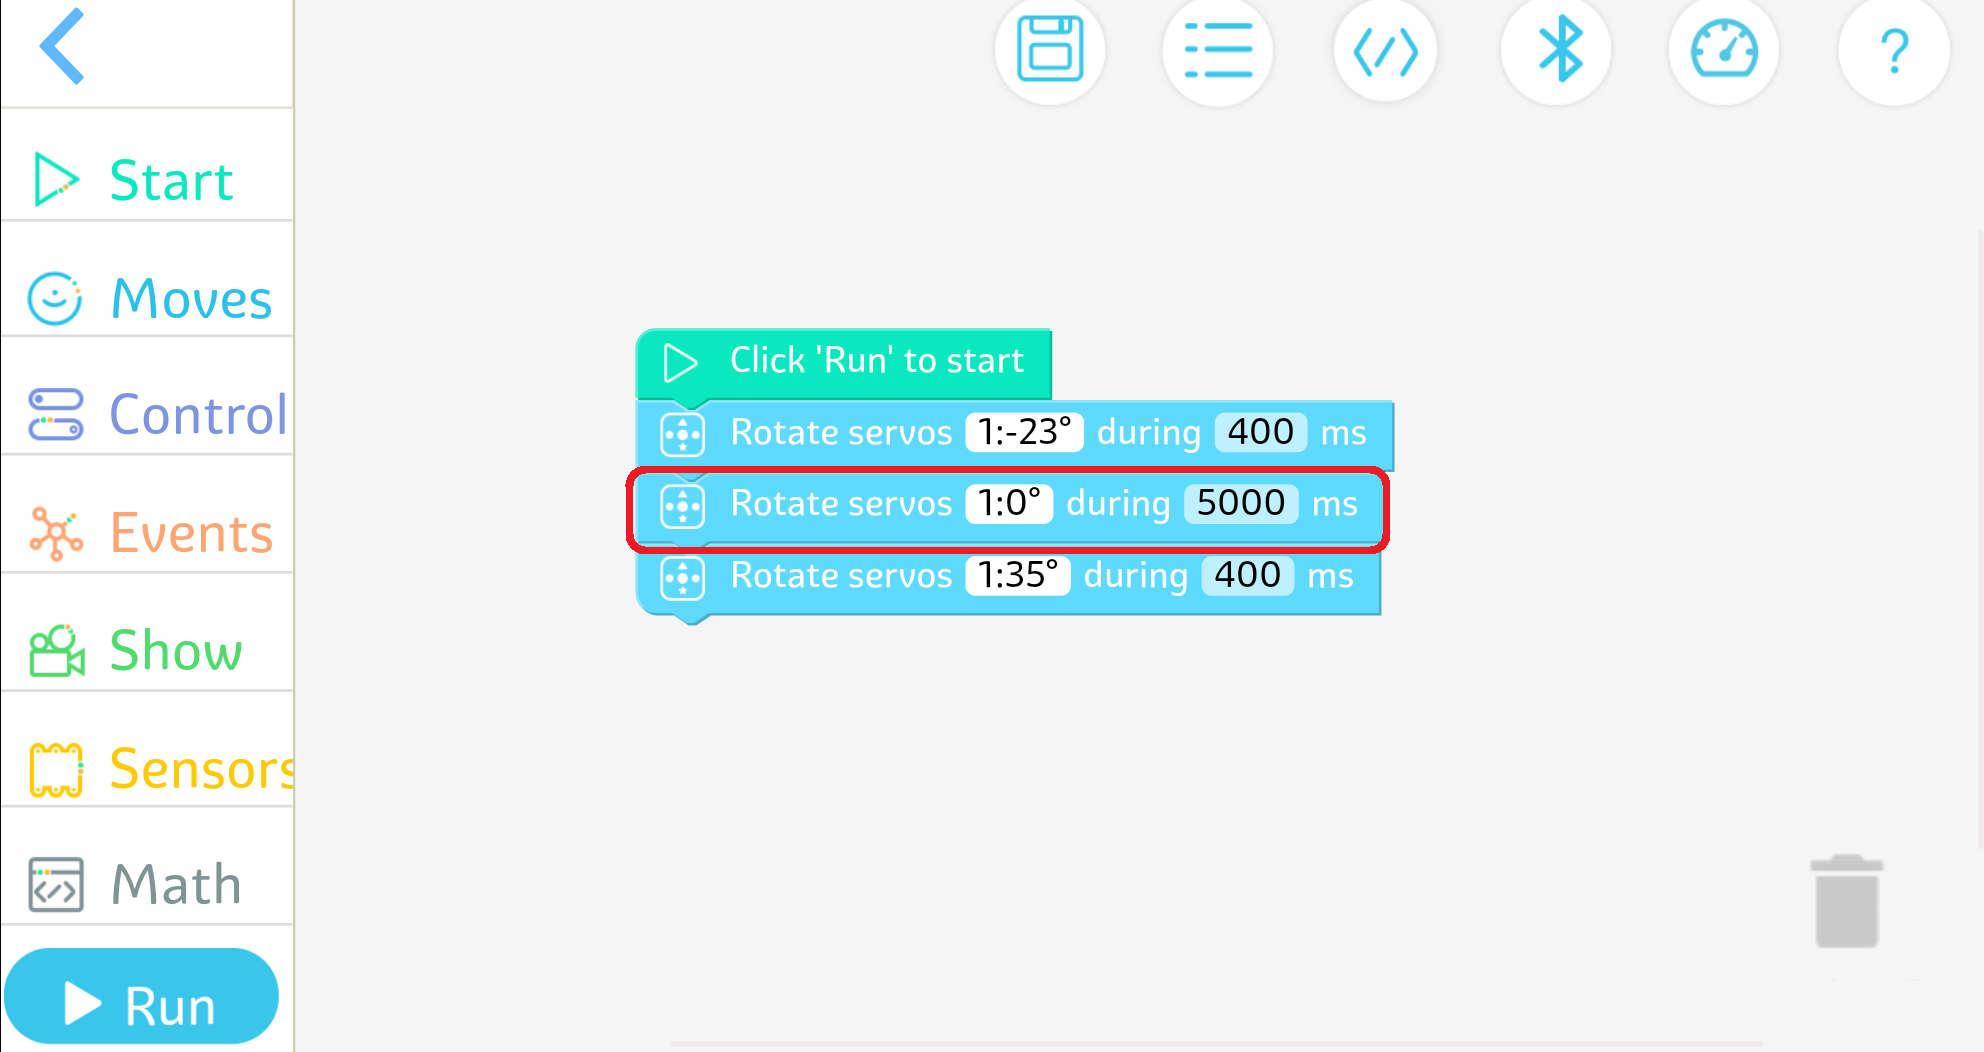 Start
Moves
Control
Events
Show
Sensors
Math
Run
?
Click 'Run' to start
Rotate servos 1:-23° during 400 ms
Rotate servos 1:0° during 5000 ms
Rotate servos 1:35° during 400 ms